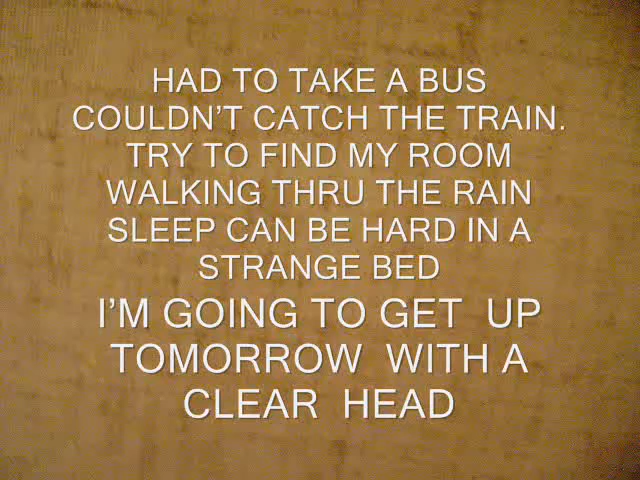 HAD TO TAKE A BUS
COULDN'T CATCH THE TRAIN.
TRY TO FIND MY ROOM
WALKING THRU THE RAIN
SLEEP CAN BE HARD IN A
STRANGE BED
I'M GOING TO GET  UP
TOMORROW  WITH A
CLEAR  HEAD